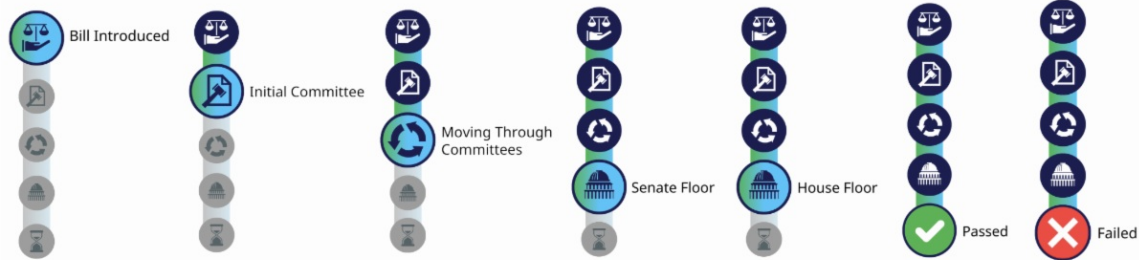 Bill Introduced
Initial Committee
Moving Through
Committees
Senate Floor
House Floor
Passed
Failed